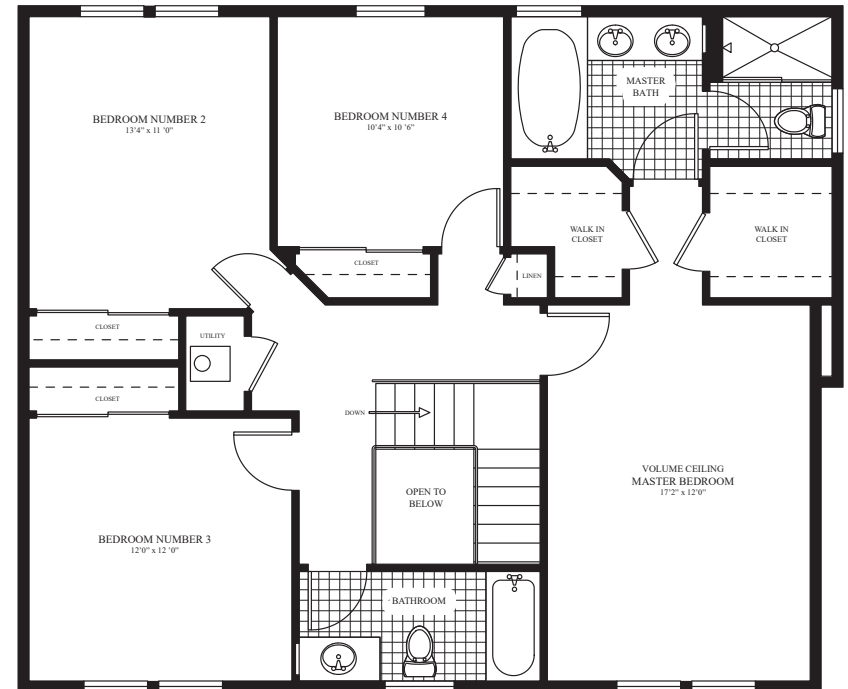 BEDROOM NUMBER 2
13'4" x 11 '0"
BEDROOM NUMBER 4
10'4" x 10 '6"
MASTER
BATH
WALK IN
CLOSET
WALK IN
CLOSET
CLOSET
LINEN
CLOSET
UTILITY
CLOSET
DOWN
OPEN TO
BELOW
VOLUME CEILING
MASTER BEDROOM
17'2" x 12'0"
BEDROOM NUMBER 3
12'0" x 12 '0"
BATHROOM